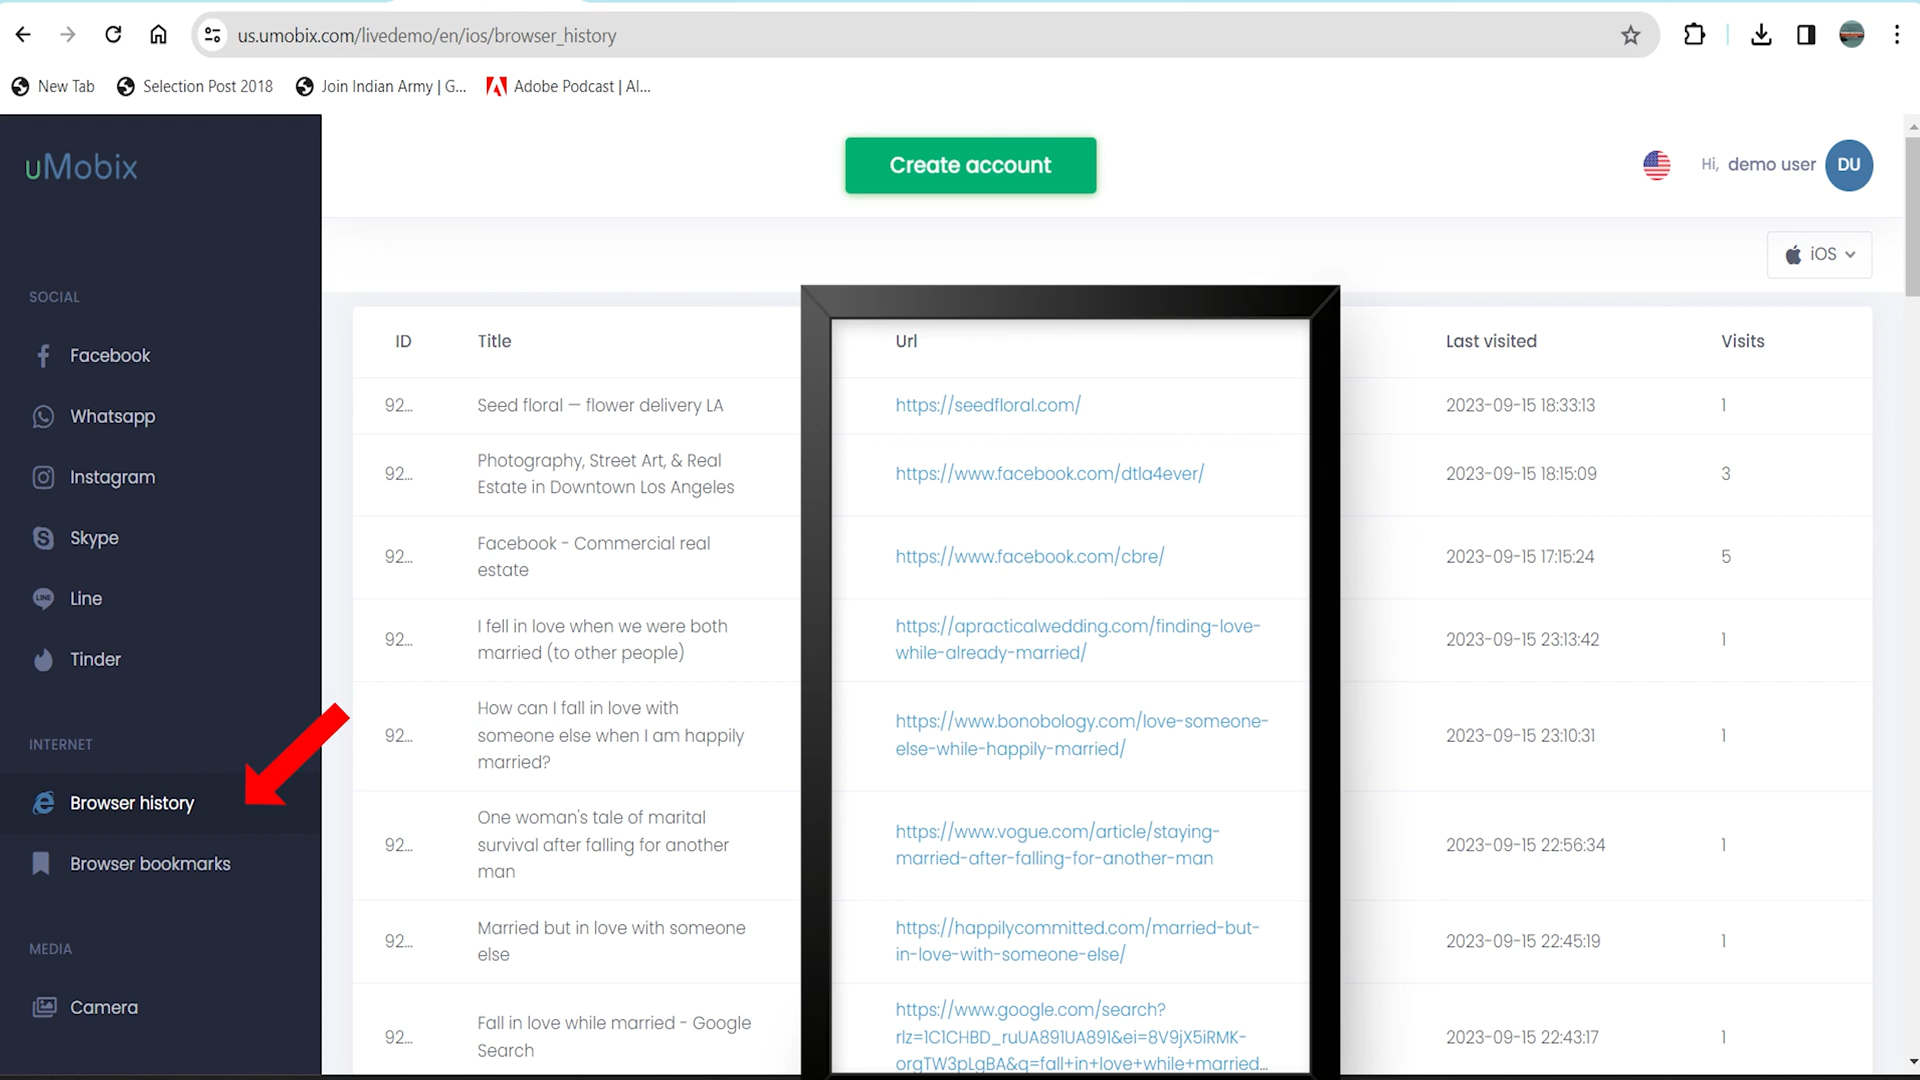 us.umobix.com/livedemo/en/ios/browser_history
New Tab
Selection Post 2018
Join Indian Army | G...
Adobe Podcast | AI...
uMobix
Create account
Hi, demo user
DU
iOS
SOCIAL
Facebook
Whatsapp
Instagram
Skype
LINE
Line
Tinder
INTERNET
Browser history
Browser bookmarks
MEDIA
Camera
ID Title Url Last visited Visits
92... Seed floral — flower delivery LA https://seedfloral.com/ 2023-09-15 18:33:13 1
Photography, Street Art, & Real
Estate in Downtown Los Angeles
92... https://www.facebook.com/dtla4ever/ 2023-09-15 18:15:09 3
Facebook - Commercial real
estate
92... https://www.facebook.com/cbre/ 2023-09-15 17:15:24 5
I fell in love when we were both
married (to other people)
92... https://apracticalwedding.com/finding-love-
while-already-married/
2023-09-15 23:13:42 1
How can I fall in love with
someone else when I am happily
married?
92... https://www.bonobology.com/love-someone-
else-while-happily-married/
2023-09-15 23:10:31 1
One woman's tale of marital
survival after falling for another
man
92... https://www.vogue.com/article/staying-
married-after-falling-for-another-man
2023-09-15 22:56:34 1
Married but in love with someone
else
92... https://happilycommitted.com/married-but-
in-love-with-someone-else/
2023-09-15 22:45:19 1
Fall in love while married - Google
Search
92... https://www.google.com/search?
rlz=1C1CHBD_ruUA891UA891&ei=8V9jX5iRMK-
orgTW3pLgBA&q=fall+in+love+while+married...
2023-09-15 22:43:17 1